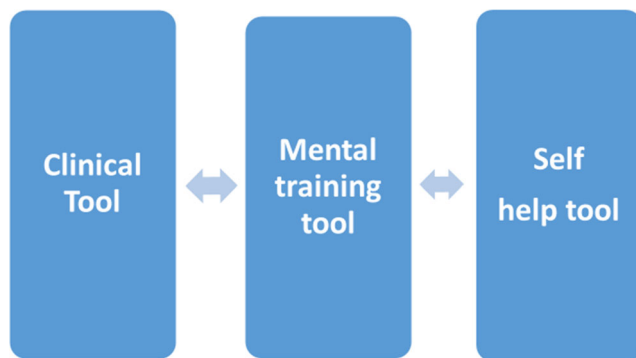 Clinical
Tool
Mental
training
tool
Self
help tool